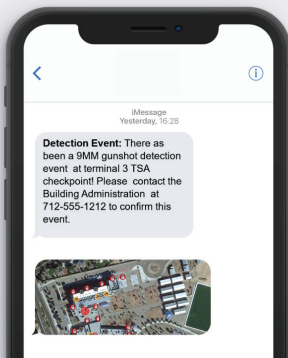 iMessage
Yesterday, 16:28
Detection Event: There as
been a 9MM gunshot detection
event at terminal 3 TSA
checkpoint! Please contact the
Building Administration at
712-555-1212 to confirm this
event.